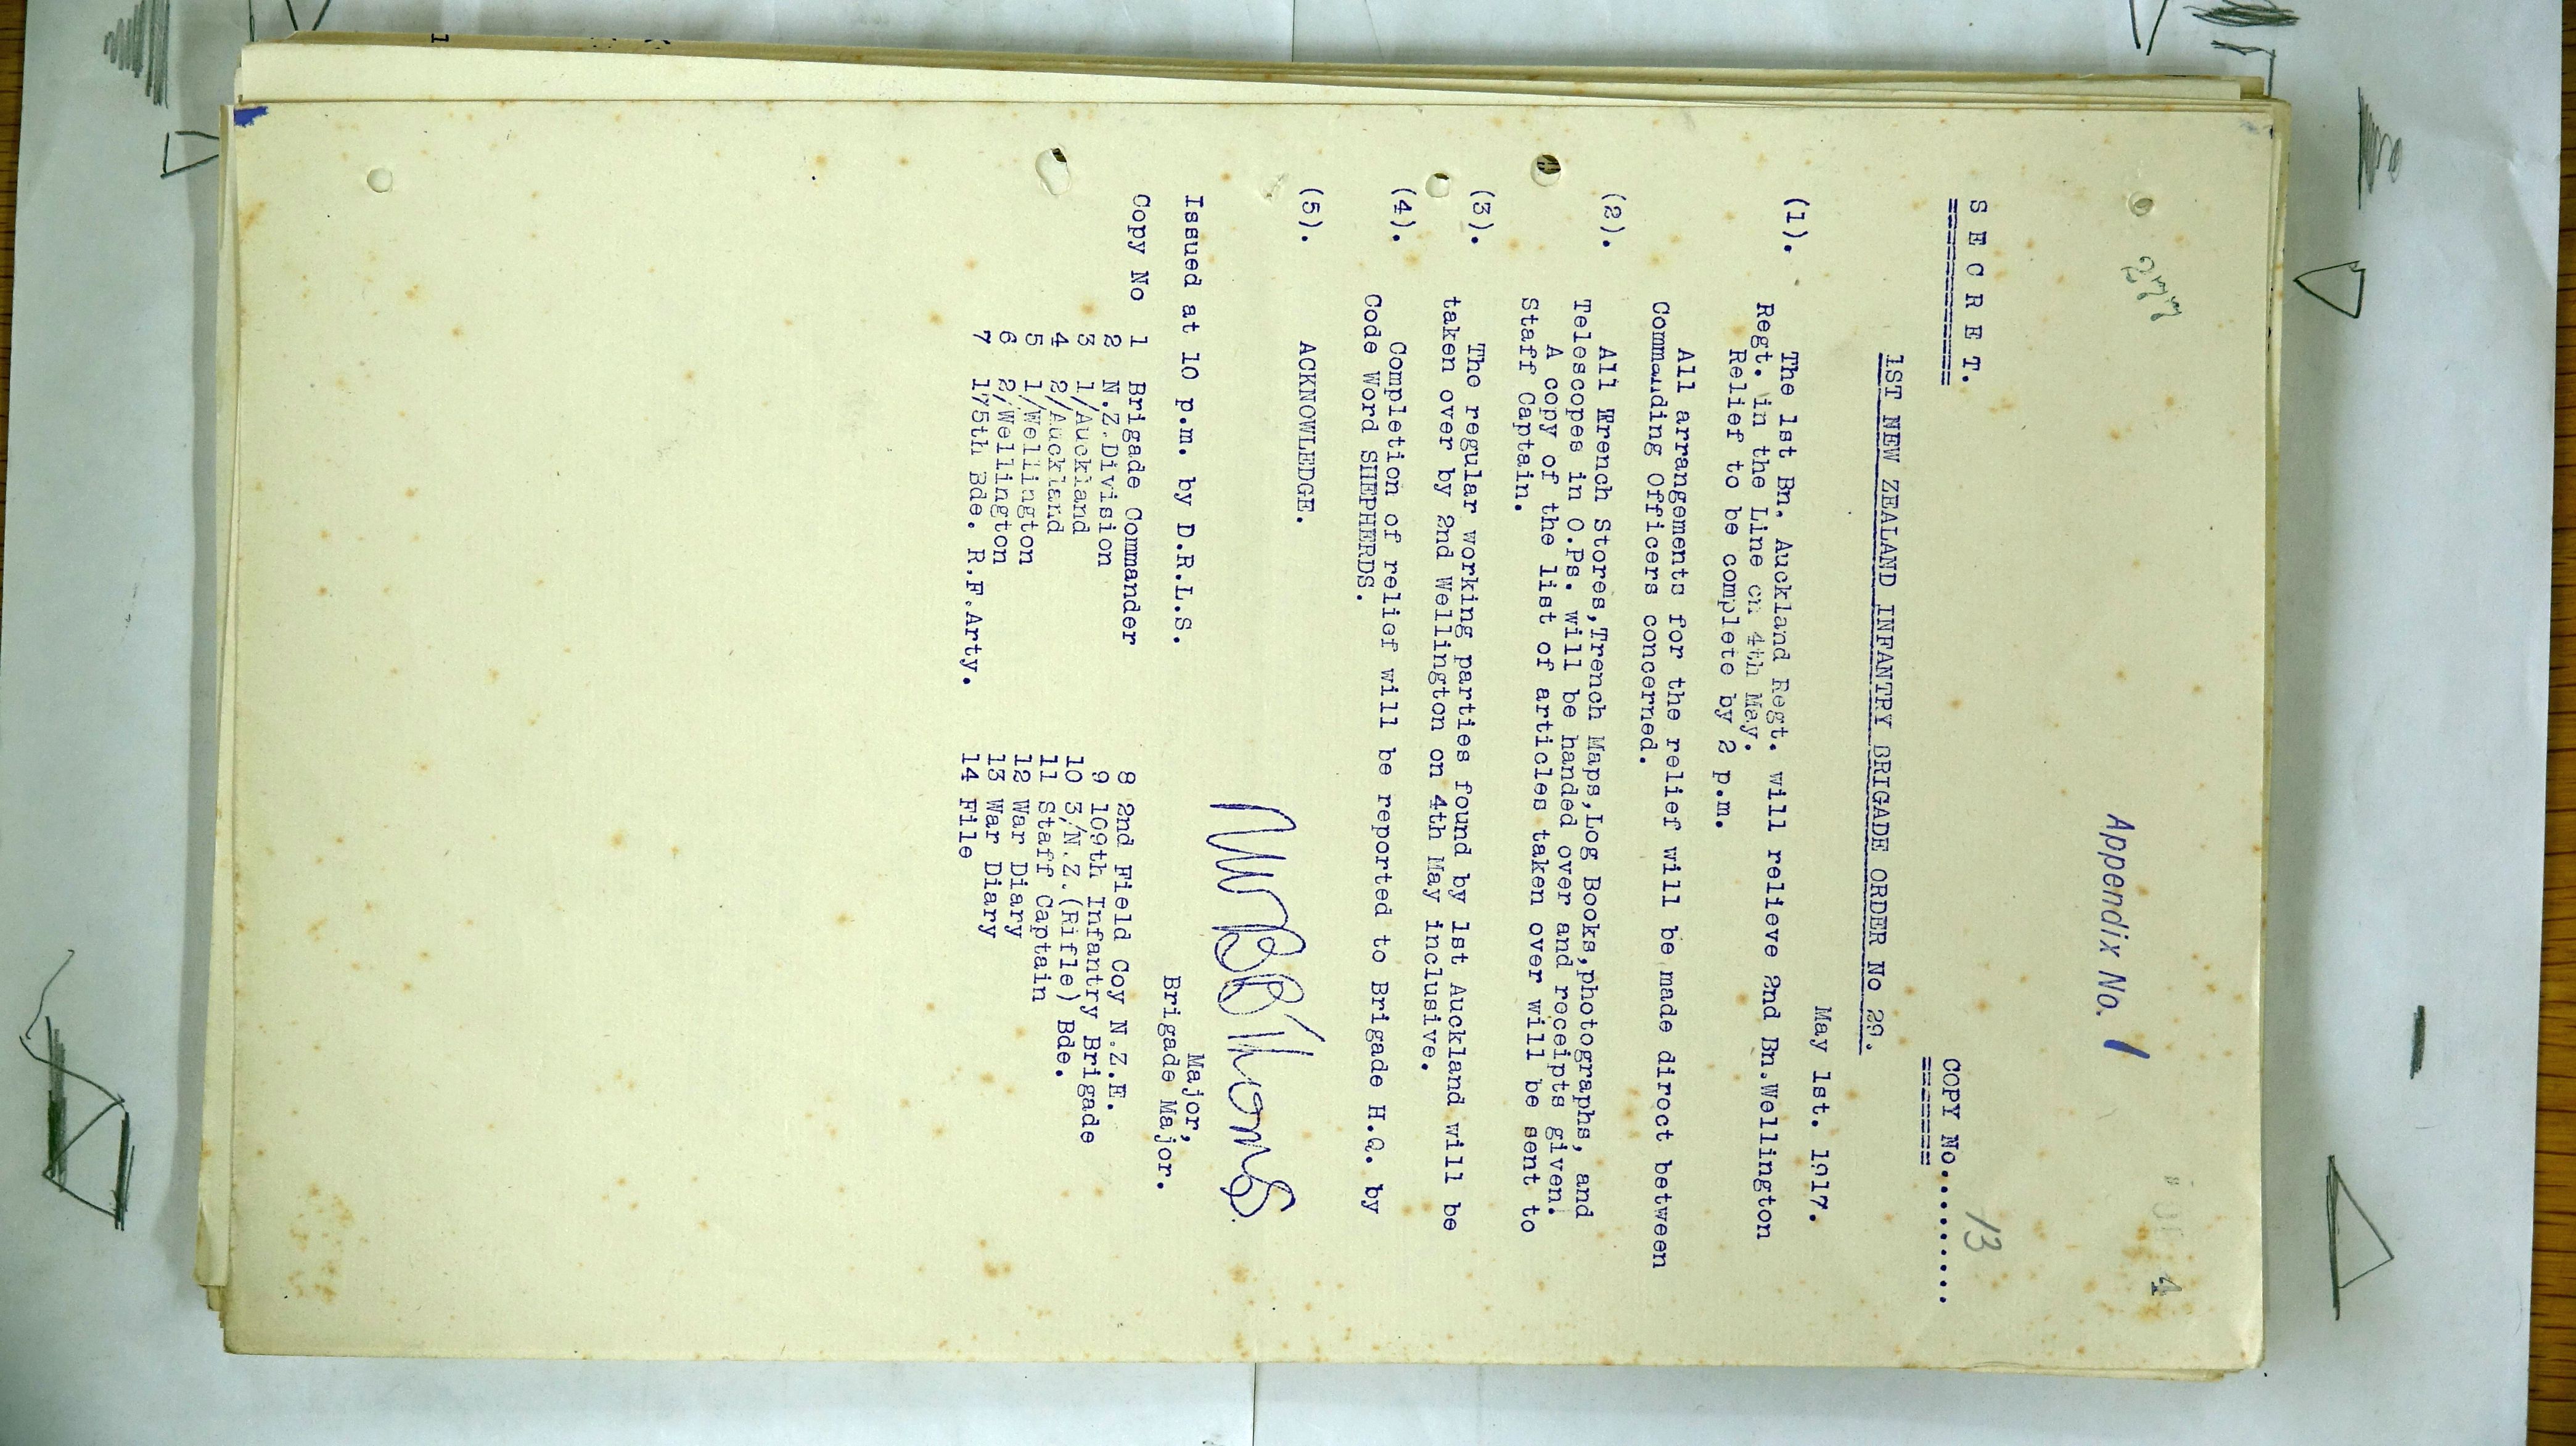 Appendix No. 1
4
S E C R E T.
COPY No.......... 13
1ST NEW ZEALAND INFANTRY BRIGADE ORDER No 29.
May 1st. 1917.
(1). The 1st Bn. Auckland Regt. will relieve 2nd Bn.Wellington
Regt. in the Line on 4th May.
Relief to be complete by 2 p.m.
All arrangements for the relief will be made diroct between
Commanding Officers concerned.
(2). All Trench Stores,Trench Maps,Log Books,photographs, and
Telescopes in O.Ps. will be handed over and receipts given.
A copy of the list of articles taken over will be sent to
Staff Captain.
(3). The regular working parties found by 1st Auckland will be
taken over by 2nd Wellington on 4th May inclusive.
(4). Completion of relief will be reported to Brigade H.Q. by
Code Word SHEPHERDS.
(5). ACKNOWLEDGE.
Major,
Brigade Major.
Issued at 10 p.m. by D.R.L.S.
Copy No 1 Brigade Commander
2 N.Z.Division
3 1/Auckland
4 2/Auckland
5 1/Wellington
6 2/Wellington
7 175th Bde. R.F.Arty.
8 2nd Field Coy N.Z.E.
9 109th Infantry Brigade
10 3/N.Z.(Rifle) Bde.
11 Staff Captain
12 War Diary
13 War Diary
14 File